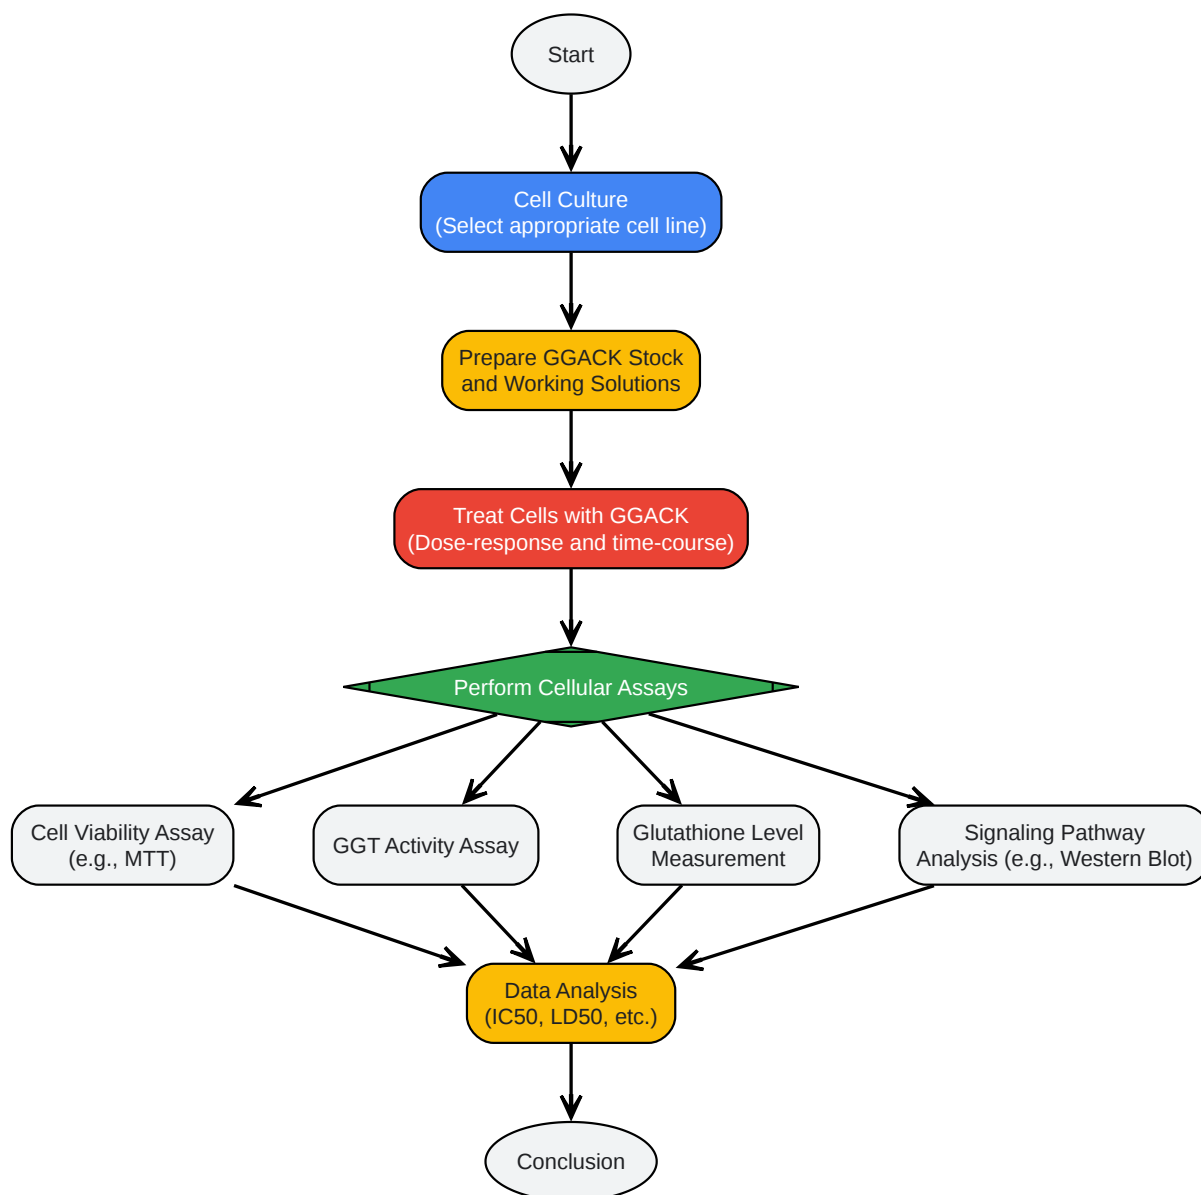 Start
Cell Culture
(Select appropriate cell line)
Prepare GGACK Stock
and Working Solutions
Treat Cells with GGACK
(Dose-response and time-course)
Perform Cellular Assays
Cell Viability Assay
(e.g., MTT)
GGT Activity Assay
Glutathione Level
Measurement
Signaling Pathway
Analysis (e.g., Western Blot)
Data Analysis
(IC50, LD50, etc.)
Conclusion